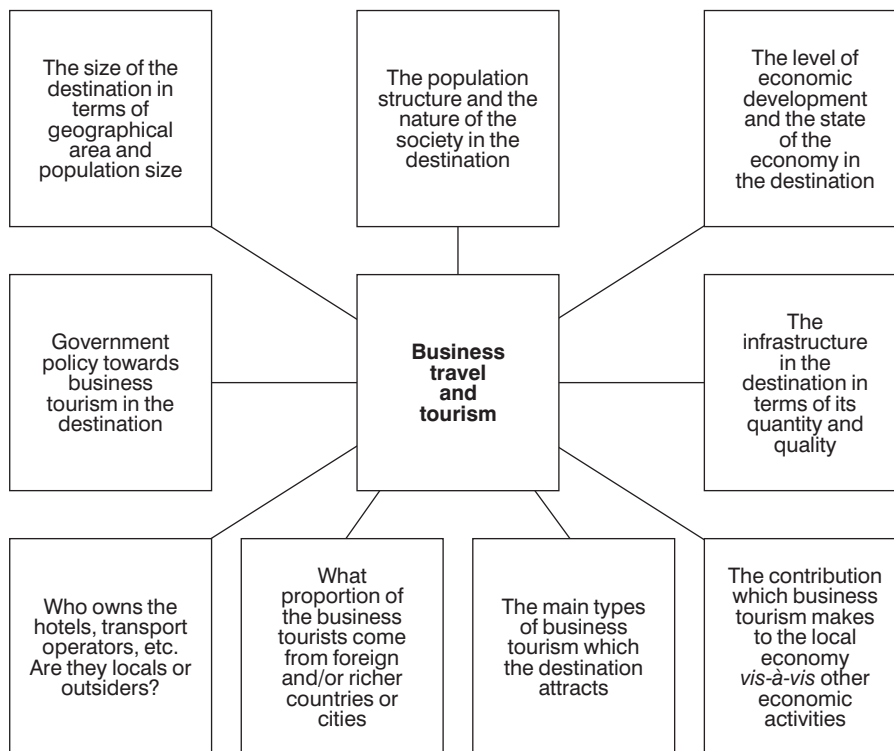 The size of the
destination in
terms of
geographical
area and
population size
The population
structure and the
nature of the
society in the
destination
The level of
economic
development
and the state
of the
economy in
the destination
Government
policy towards
business
tourism in the
destination
Business
travel
and
tourism
The
infrastructure
in the
destination in
terms of its
quantity and
quality
Who owns the
hotels, transport
operators, etc.
Are they locals or
outsiders?
What
proportion of
the business
tourists come
from foreign
and/or richer
countries or
cities
The main types
of business
tourism which
the destination
attracts
The contribution
which business
tourism makes
to the local
economy
vis-à-vis other
economic
activities